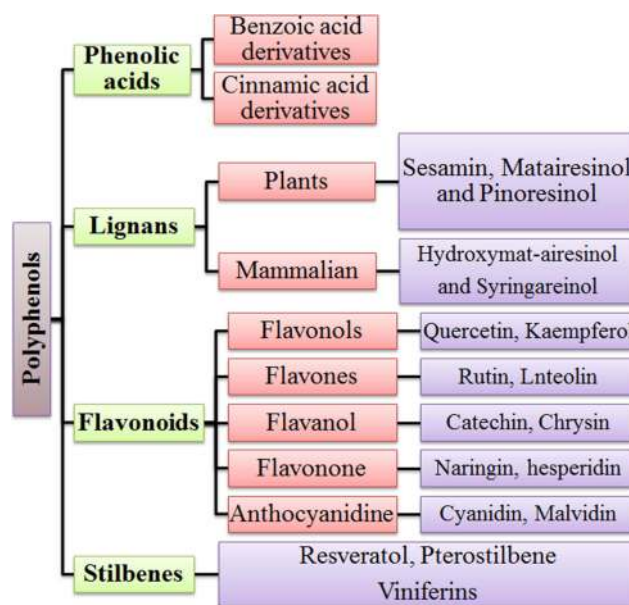 Polyphenols
Phenolic
acids
Benzoic acid
derivatives
Cinnamic acid
derivatives
Lignans
Plants
Sesamin, Matairesinol
and Pinoresinol
Mammalian
Hydroxymat-airesinol
and Syringareinol
Flavonoids
Flavonols
Quercetin, Kaempferol
Flavones
Rutin, Lnteolin
Flavanol
Catechin, Chrysin
Flavonone
Naringin, hesperidin
Anthocyanidine
Cyanidin, Malvidin
Stilbenes
Resveratol, Pterostilbene
Viniferins